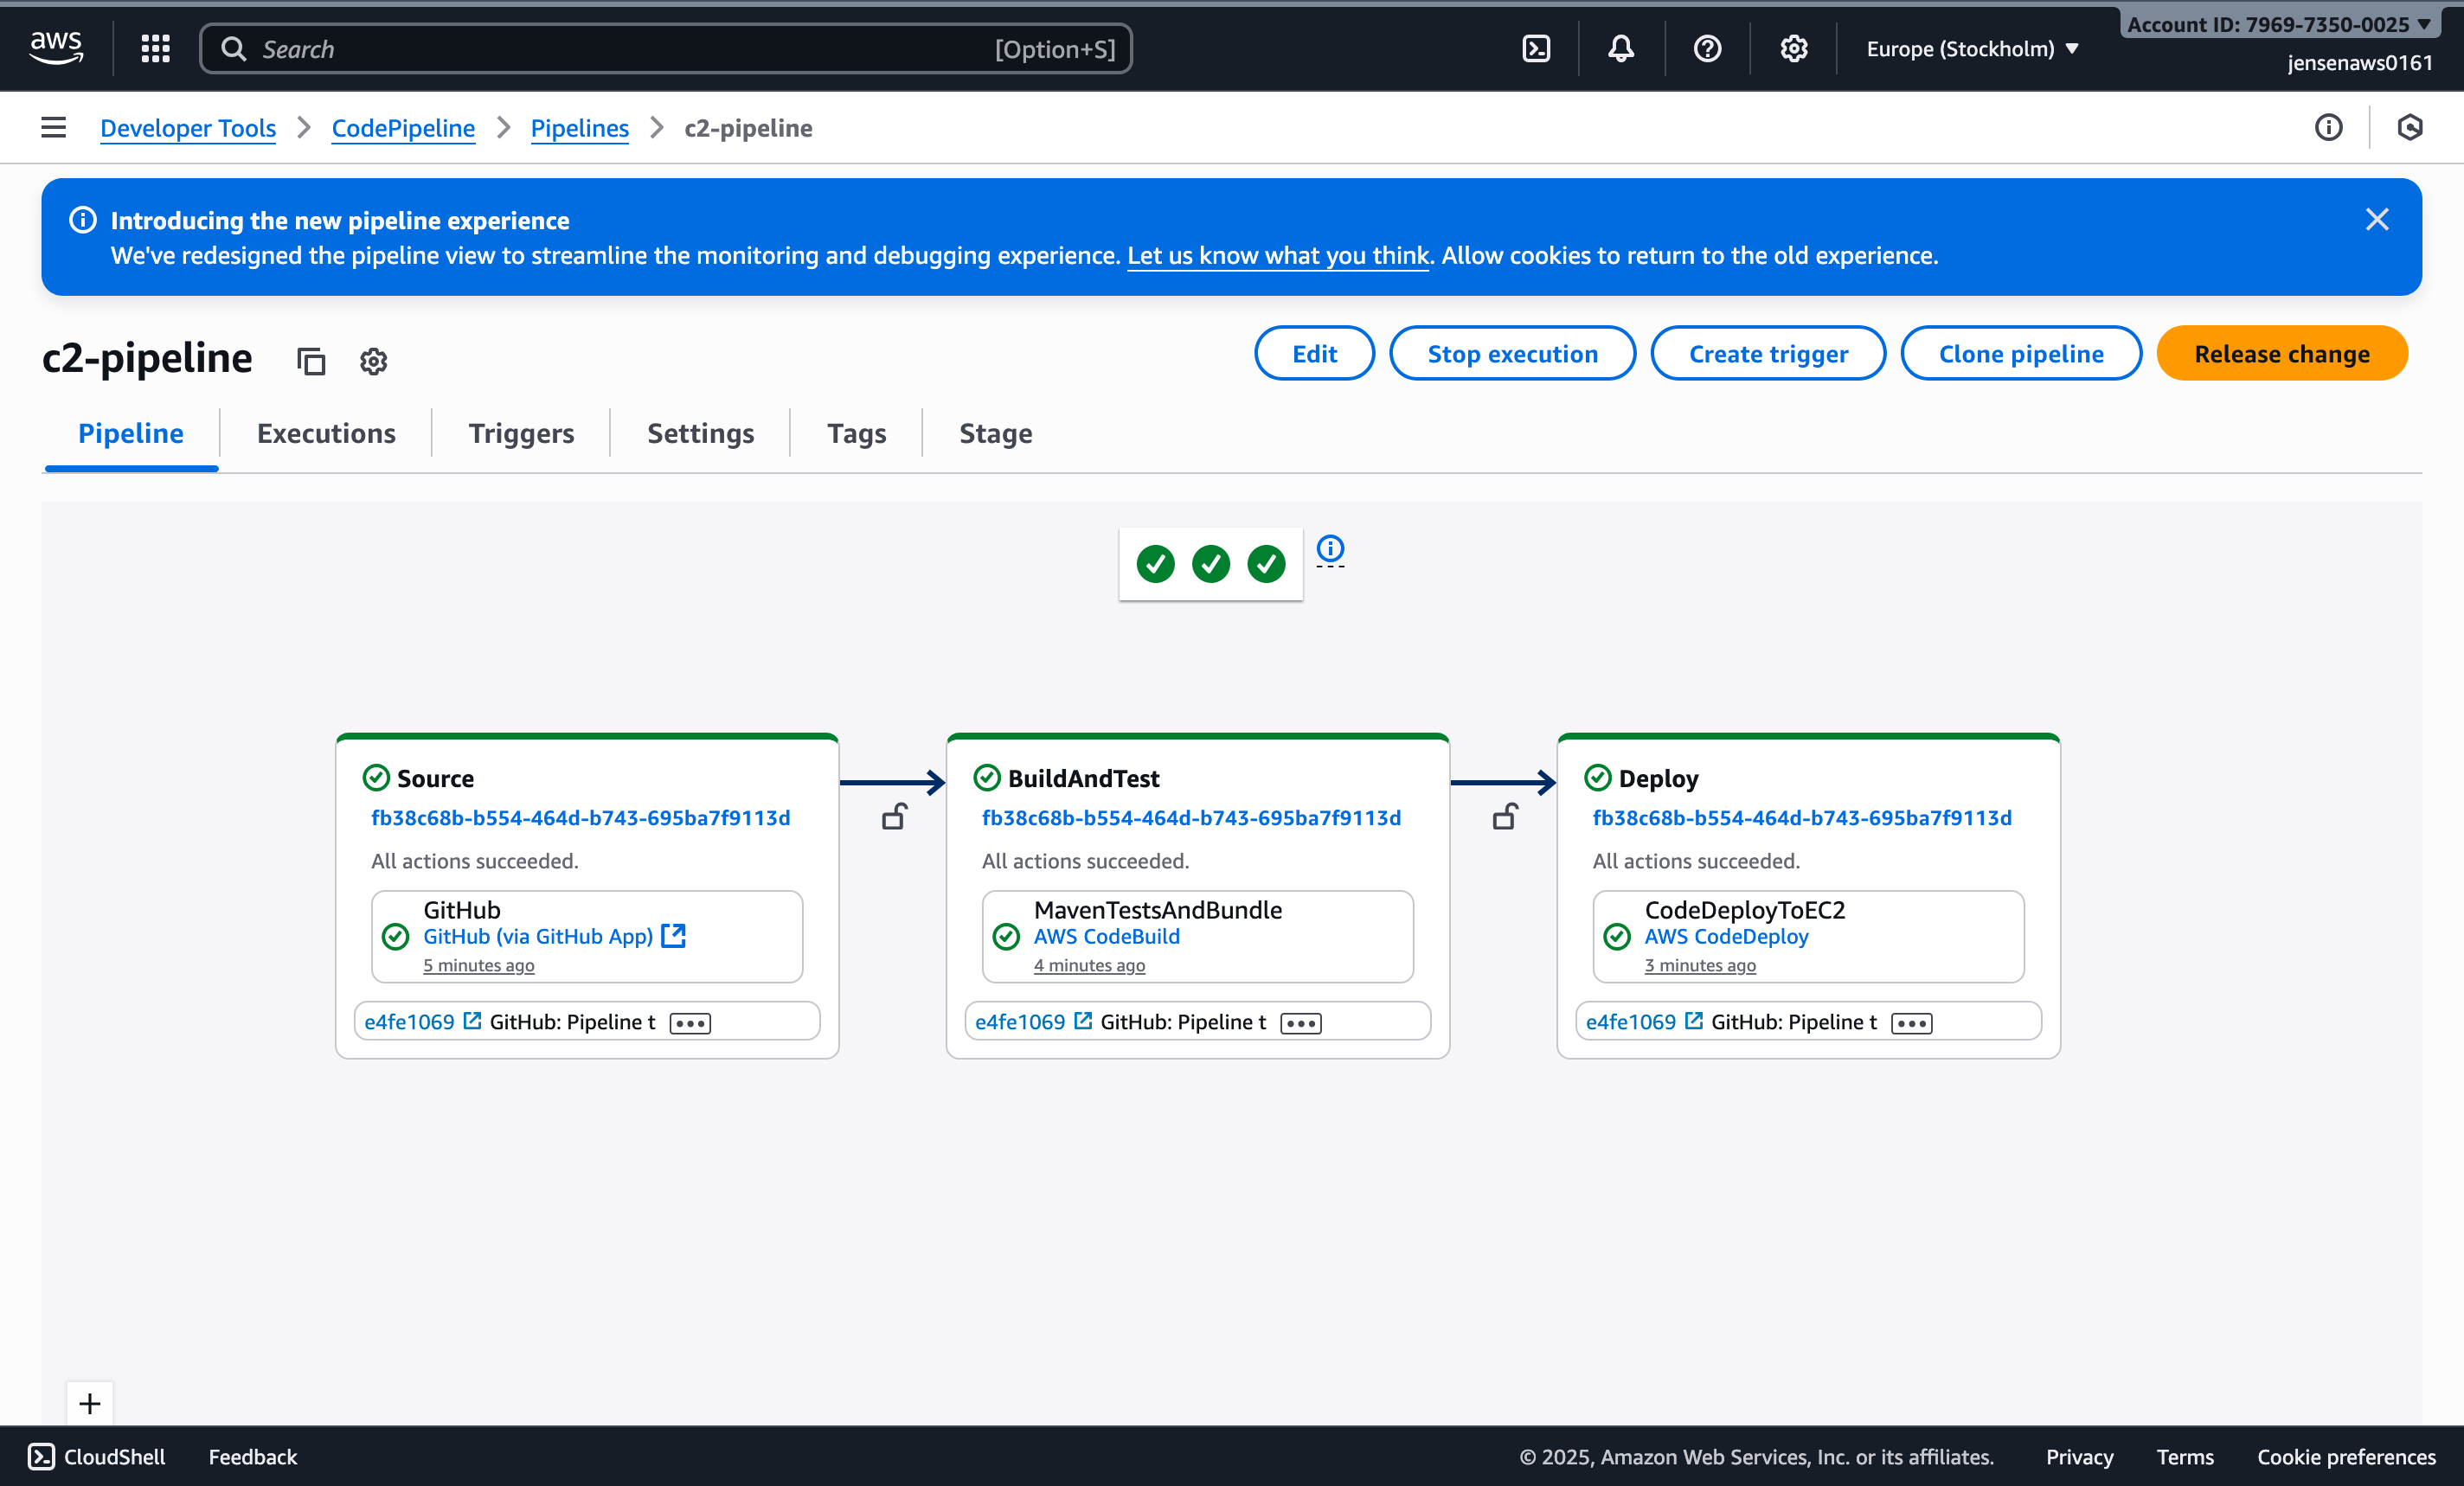 aws
Search
[Option+S]
Europe (Stockholm)
Account ID: 7969-7350-0025
jensenaws0161
Developer Tools
CodePipeline
Pipelines
c2-pipeline
Introducing the new pipeline experience
We've redesigned the pipeline view to streamline the monitoring and debugging experience. Let us know what you think. Allow cookies to return to the old experience.
c2-pipeline
Edit
Stop execution
Create trigger
Clone pipeline
Release change
Pipeline
Executions
Triggers
Settings
Tags
Stage
Source
fb38c68b-b554-464d-b743-695ba7f9113d
All actions succeeded.
GitHub
GitHub (via GitHub App)
5 minutes ago
e4fe1069 GitHub: Pipeline t
BuildAndTest
fb38c68b-b554-464d-b743-695ba7f9113d
All actions succeeded.
MavenTestsAndBundle
AWS CodeBuild
4 minutes ago
e4fe1069 GitHub: Pipeline t
Deploy
fb38c68b-b554-464d-b743-695ba7f9113d
All actions succeeded.
CodeDeployToEC2
AWS CodeDeploy
3 minutes ago
e4fe1069 GitHub: Pipeline t
CloudShell
Feedback
© 2025, Amazon Web Services, Inc. or its affiliates.
Privacy
Terms
Cookie preferences